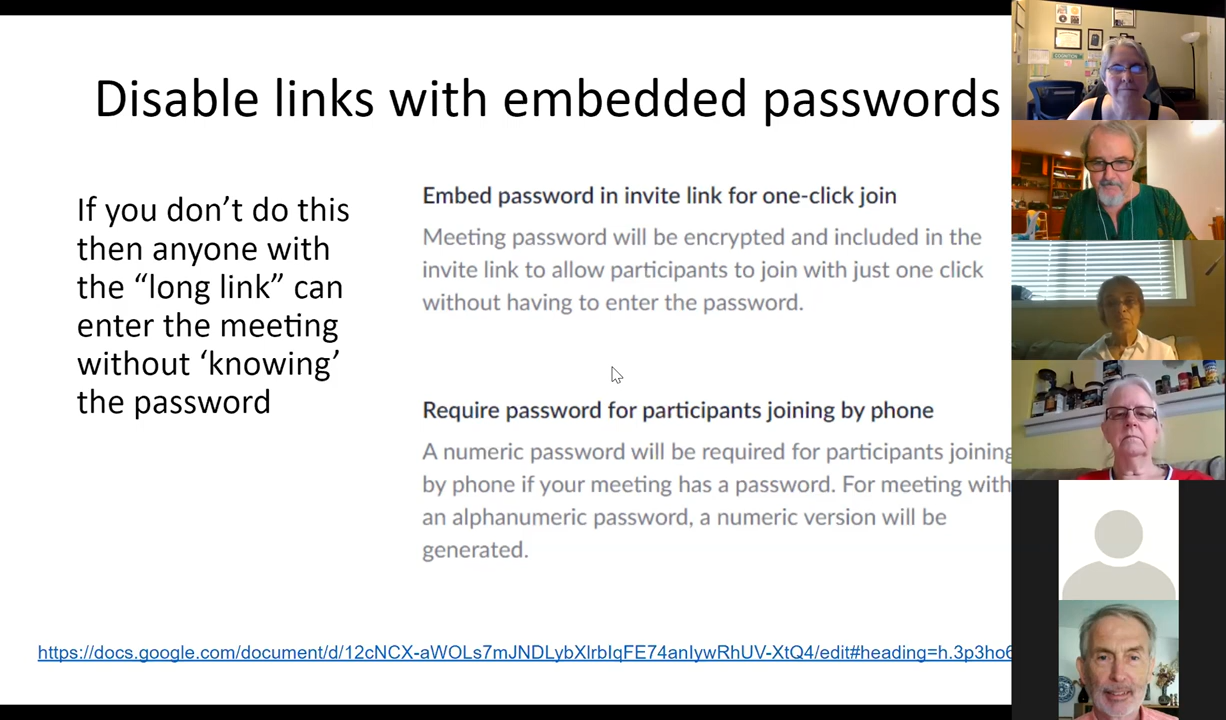 Disable links with embedded passwords
If you don’t do this
then anyone with
the “long link” can
enter the meeting
without ‘knowing’
the password
Embed password in invite link for one-click join
Meeting password will be encrypted and included in the
invite link to allow participants to join with just one click
without having to enter the password.
Require password for participants joining by phone
A numeric password will be required for participants joining
by phone if your meeting has a password. For meeting with
an alphanumeric password, a numeric version will be
generated.
https://docs.google.com/document/d/12cNCX-aWOLs7mJNDLybXlrbIqFE74anIywRhUV-XtQ4/edit#heading=h.3p3ho6